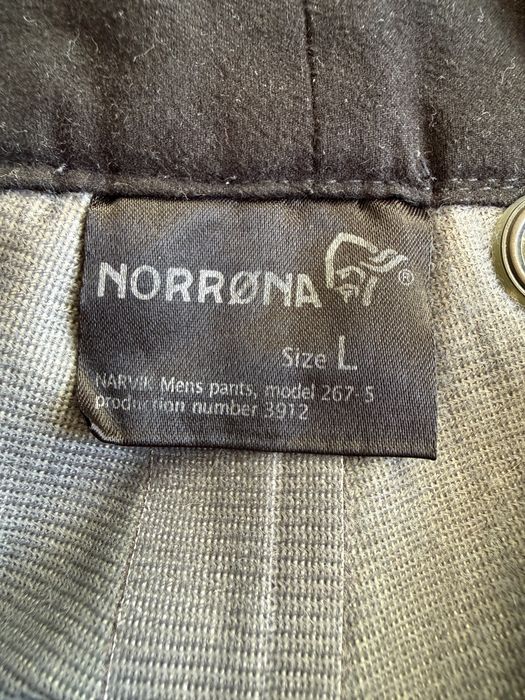 NORRØNA ®
Size L
NARVIK Mens pants, model 267-5
production number 3912